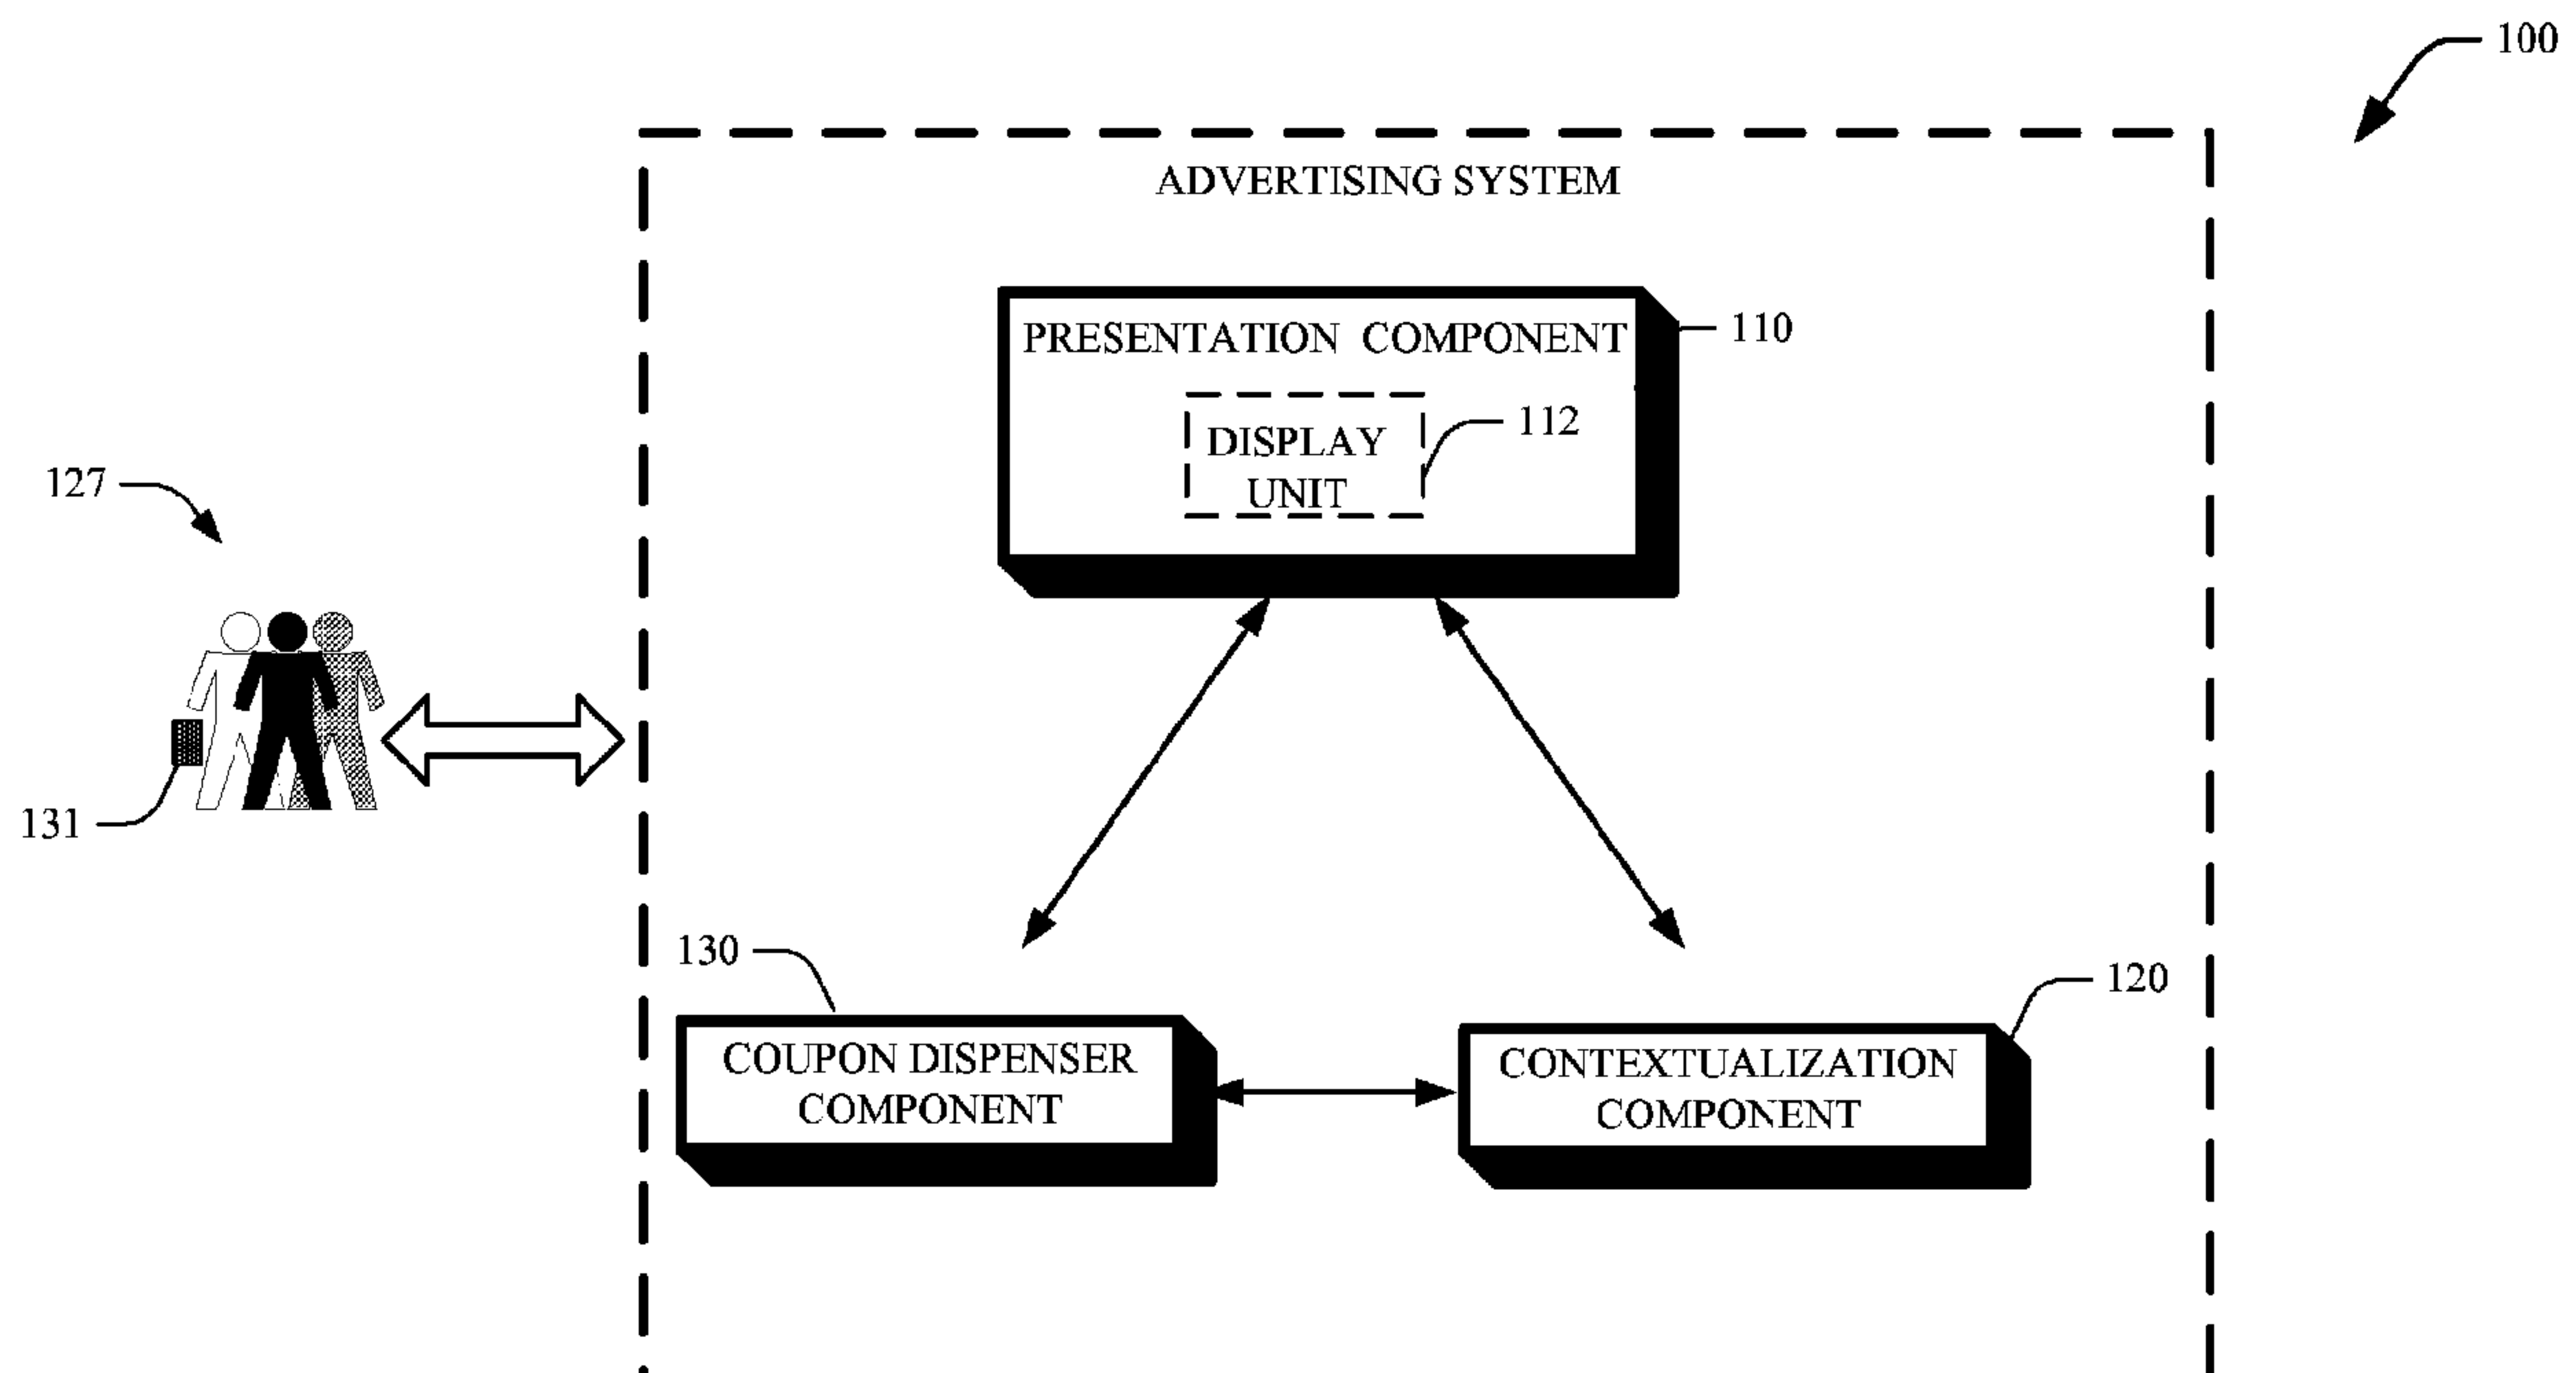 100
ADVERTISING SYSTEM
PRESENTATION COMPONENT
110
DISPLAY
UNIT
112
127
131
130
COUPON DISPENSER
COMPONENT
120
CONTEXTUALIZATION
COMPONENT